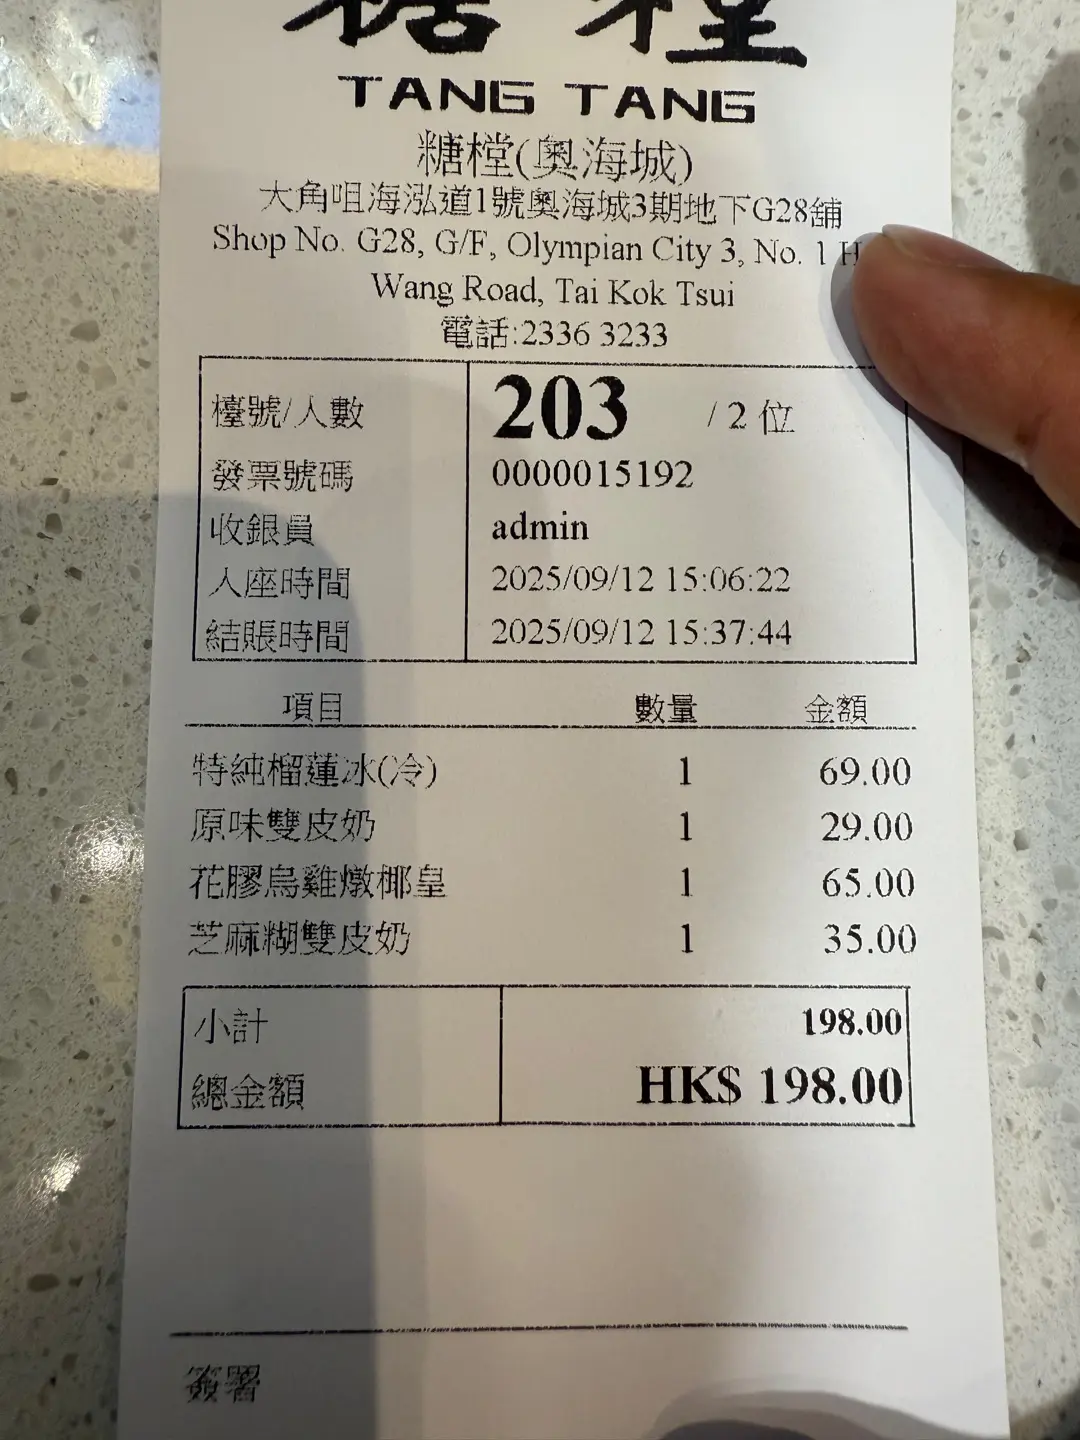 TANG TANG
糖樘(奧海城)
大角咀海泓道1號奧海城3期地下G28舖
Shop No. G28, G/F, Olympian City 3, No. 1
Wang Road, Tai Kok Tsui
電話:2336 3233
檯號/人數 203 / 2 位
發票號碼 0000015192
收銀員 admin
入座時間 2025/09/12 15:06:22
結賬時間 2025/09/12 15:37:44
項目 數量 金額
特純榴蓮冰(冷) 1 69.00
原味雙皮奶 1 29.00
花膠烏雞燉椰皇 1 65.00
芝麻糊雙皮奶 1 35.00
小計 198.00
總金額 HK$ 198.00
簽署